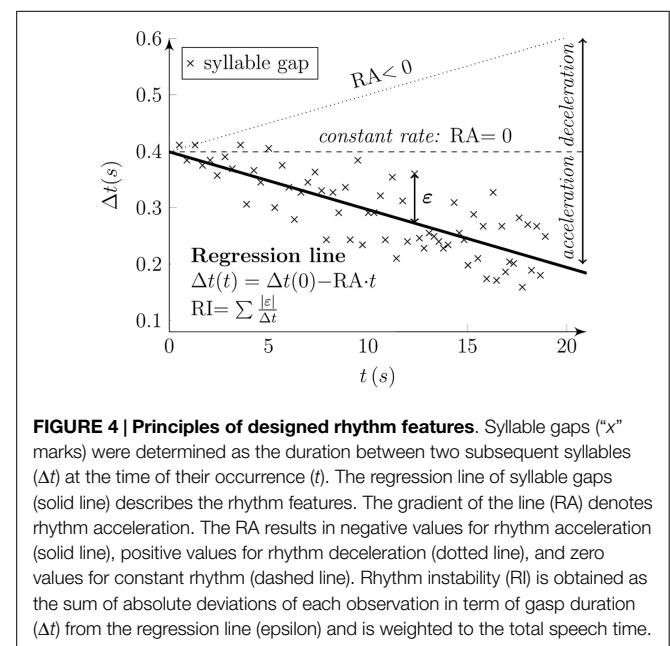 0.6
× syllable gap
RA< 0
0.5
constant rate: RA= 0
0.4
Δt(s)
ε
0.3
acceleration deceleration
Regression line
Δt(t) = Δt(0)−RA·t
0.2
RI= ∑ |ε|/Δt
0.1
0 5 10 15 20
t (s)
FIGURE 4 | Principles of designed rhythm features. Syllable gaps (“x”
marks) were determined as the duration between two subsequent syllables
(Δt) at the time of their occurrence (t). The regression line of syllable gaps
(solid line) describes the rhythm features. The gradient of the line (RA) denotes
rhythm acceleration. The RA results in negative values for rhythm acceleration
(solid line), positive values for rhythm deceleration (dotted line), and zero
values for constant rhythm (dashed line). Rhythm instability (RI) is obtained as
the sum of absolute deviations of each observation in term of gasp duration
(Δt) from the regression line (epsilon) and is weighted to the total speech time.